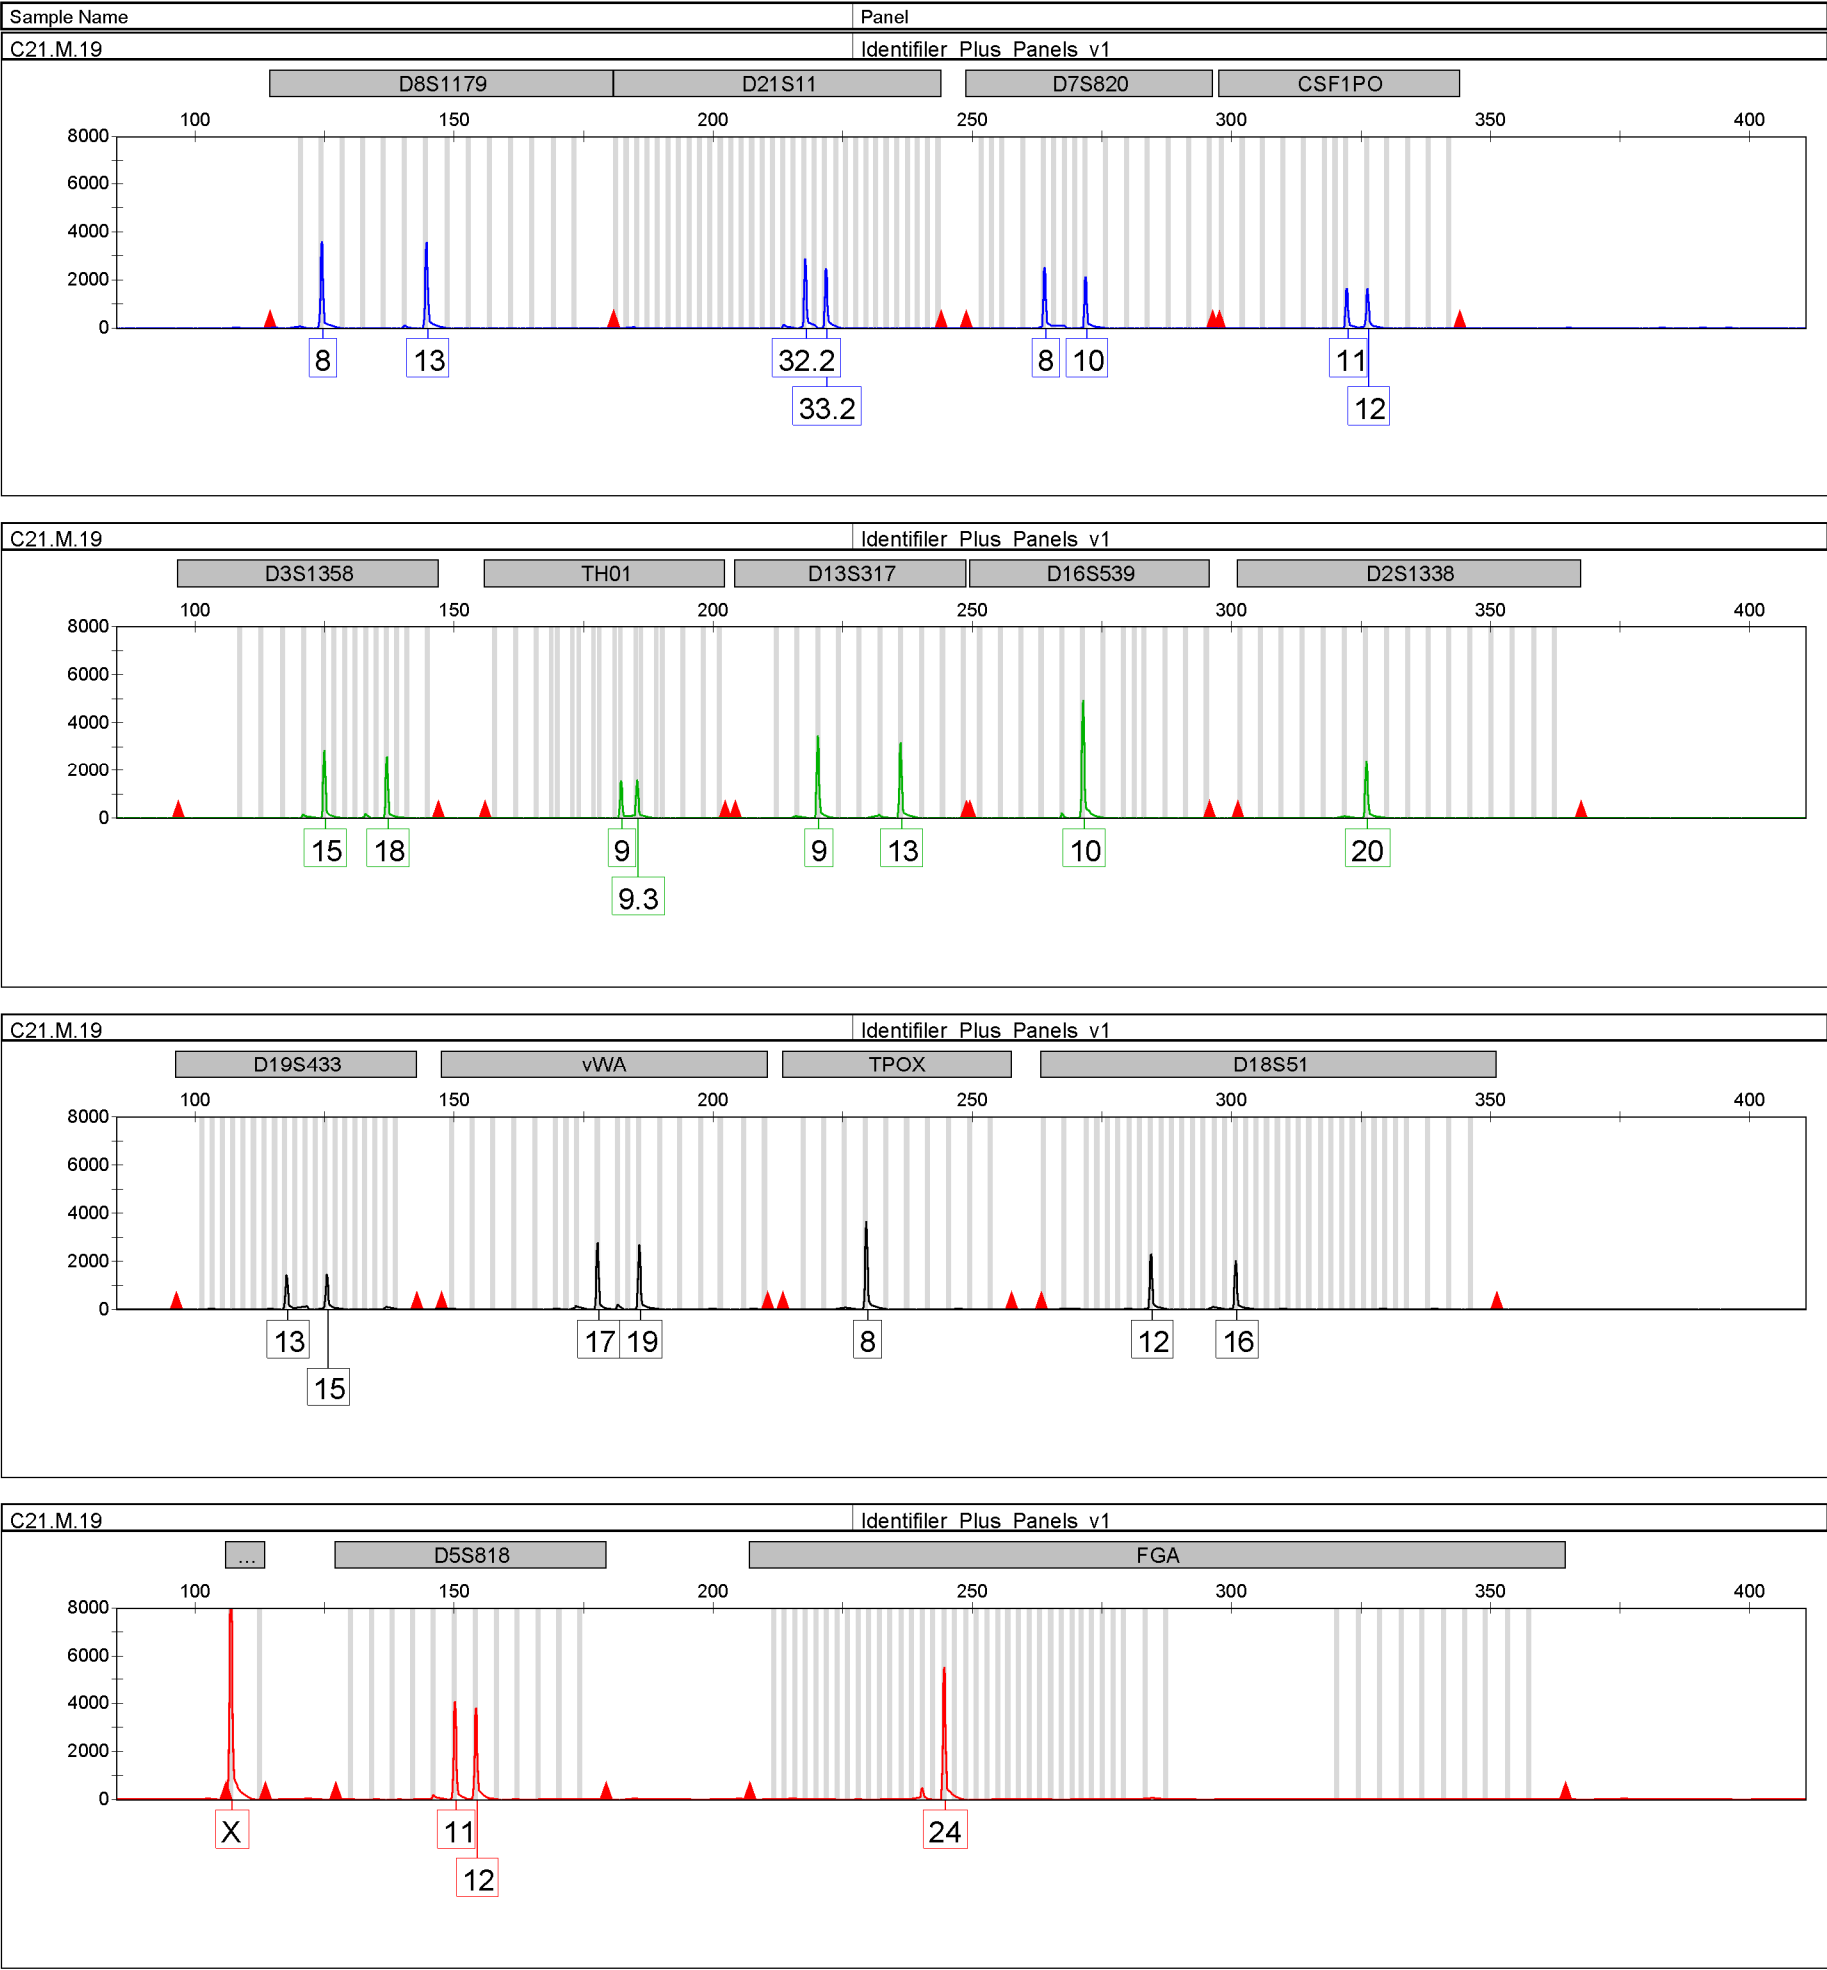 Sample Name Panel
C21.M.19 Identifiler_Plus_Panels_v1
D8S1179 D21S11 D7S820 CSF1PO
100 150 200 250 300 350 400
8000
6000
4000
2000
0
8 13 32.2 8 10 11
33.2 12
C21.M.19 Identifiler_Plus_Panels_v1
D3S1358 TH01 D13S317 D16S539 D2S1338
100 150 200 250 300 350 400
8000
6000
4000
2000
0
15 18 9 9 13 10 20
9.3
C21.M.19 Identifiler_Plus_Panels_v1
D19S433 vWA TPOX D18S51
100 150 200 250 300 350 400
8000
6000
4000
2000
0
13 17 19 8 12 16
15
C21.M.19 Identifiler_Plus_Panels_v1
... D5S818 FGA
100 150 200 250 300 350 400
8000
6000
4000
2000
0
X 11 24
12